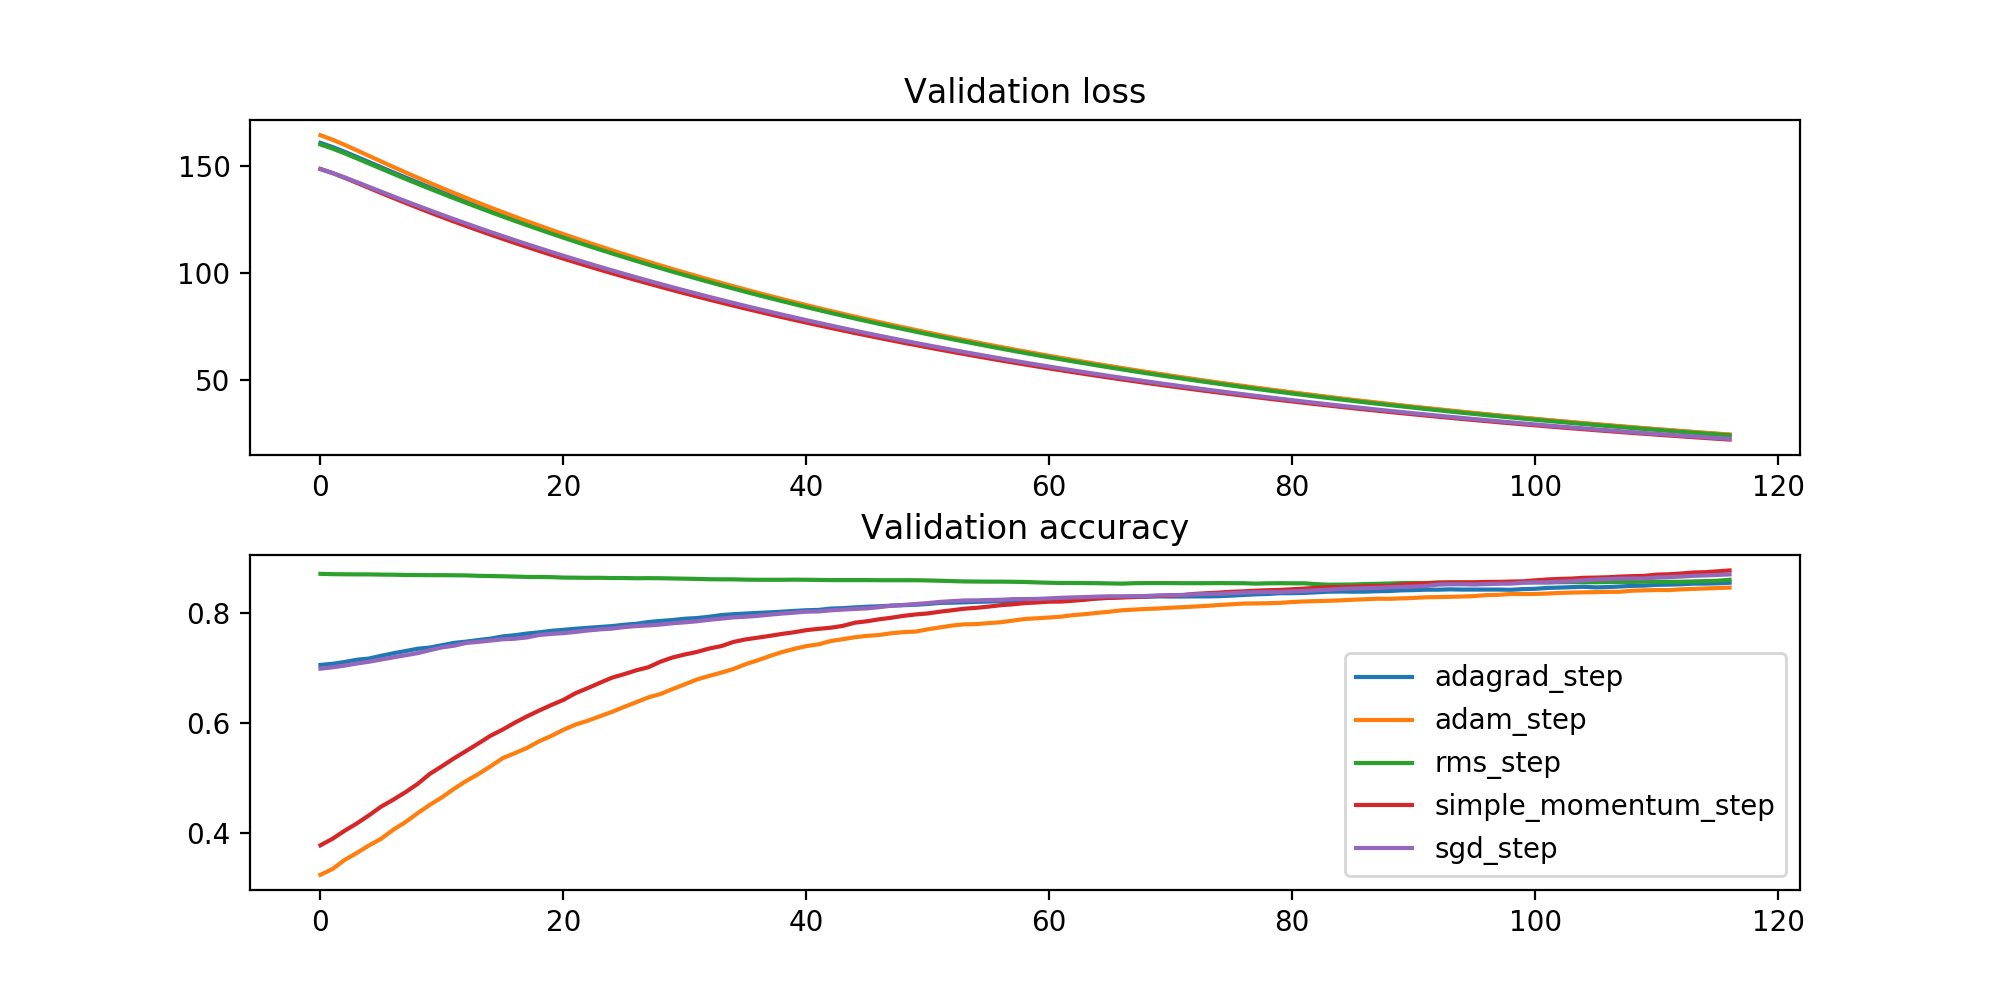 Validation loss
150
100
50
0 20 40 60 80 100 120
Validation accuracy
0.8
0.6
0.4
0 20 40 60 80 100 120
adagrad_step
adam_step
rms_step
simple_momentum_step
sgd_step